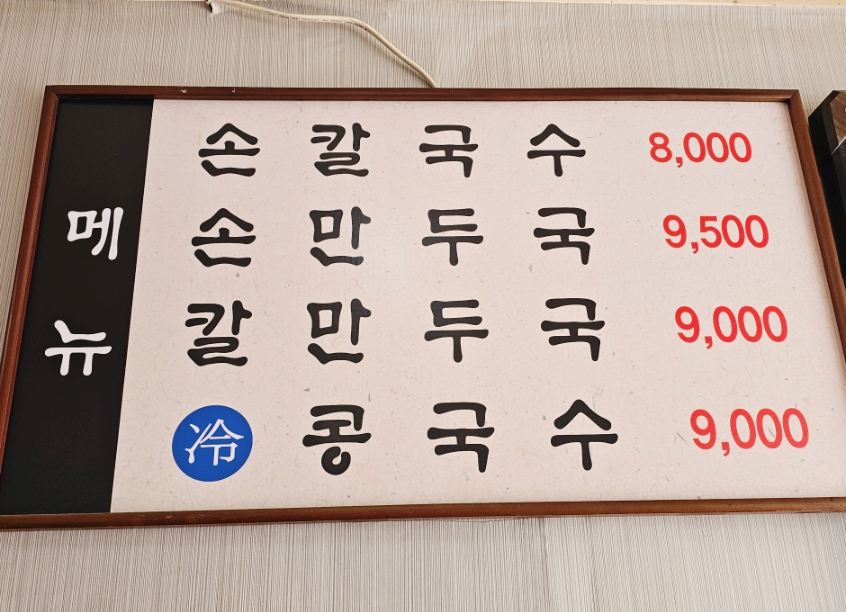 메뉴
손칼국수 8,000
손만두국 9,500
칼만두국 9,000
冷 콩국수 9,000